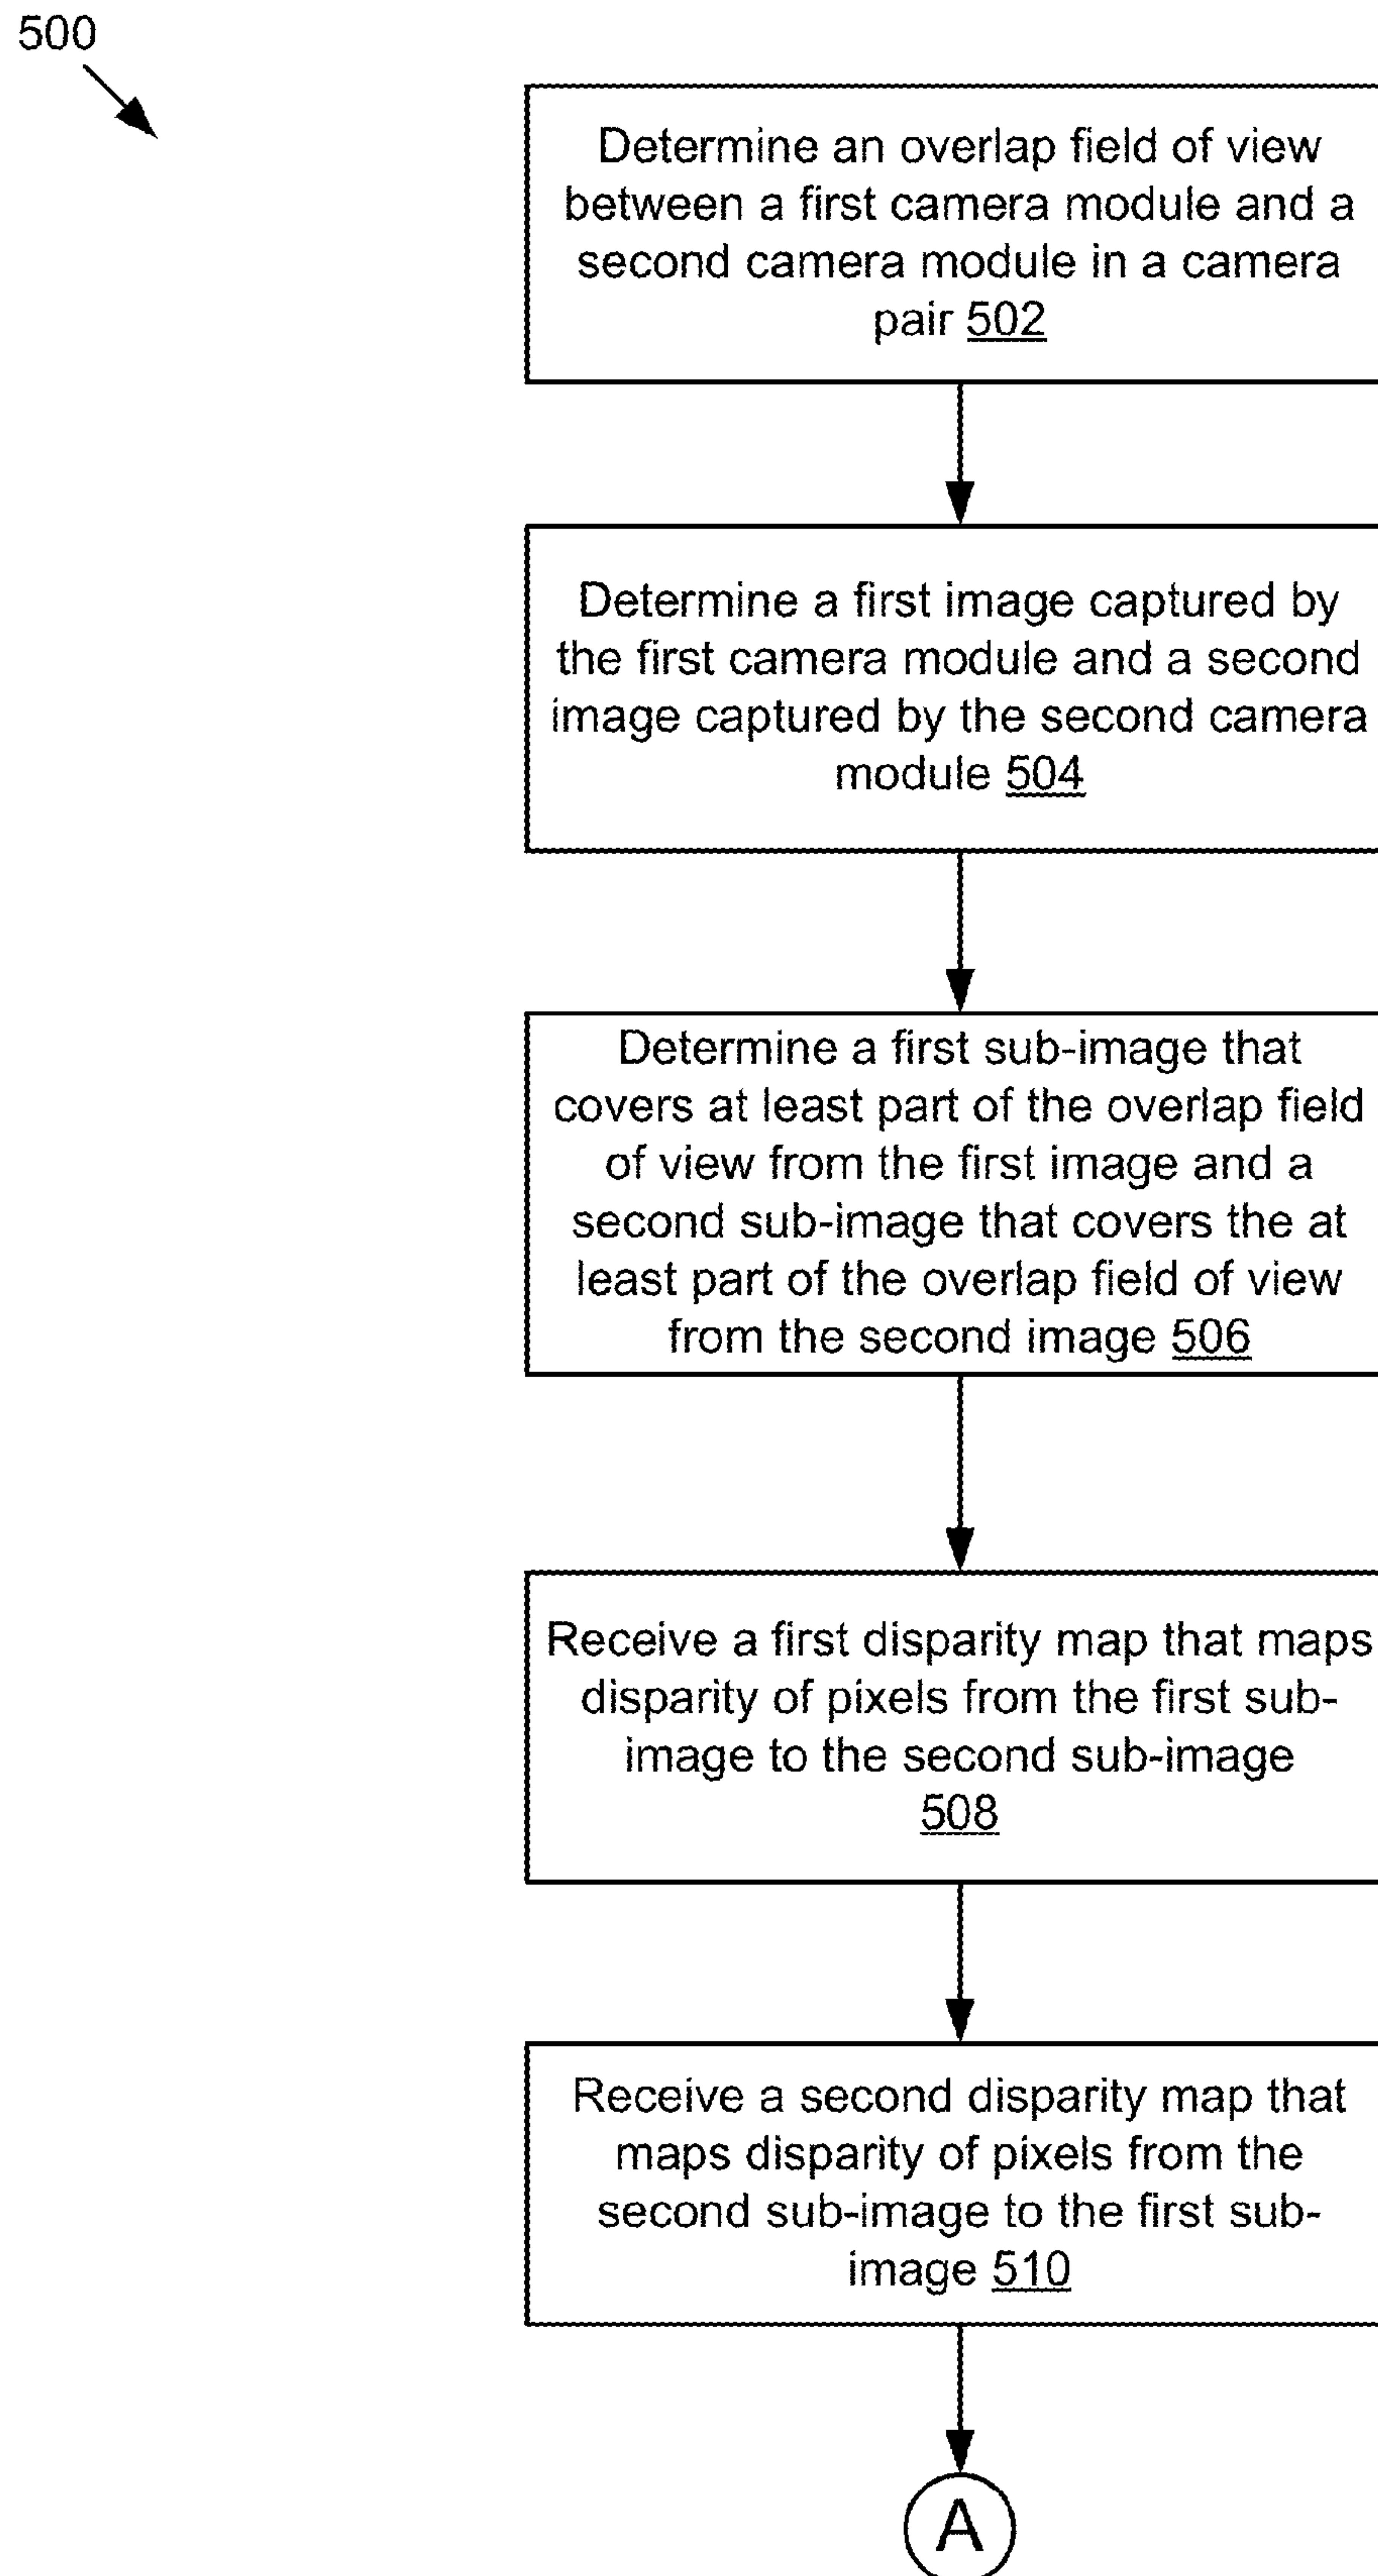 500
Determine an overlap field of view
between a first camera module and a
second camera module in a camera
pair 502
Determine a first image captured by
the first camera module and a second
image captured by the second camera
module 504
Determine a first sub-image that
covers at least part of the overlap field
of view from the first image and a
second sub-image that covers the at
least part of the overlap field of view
from the second image 506
Receive a first disparity map that maps
disparity of pixels from the first sub-
image to the second sub-image
508
Receive a second disparity map that
maps disparity of pixels from the
second sub-image to the first sub-
image 510
A